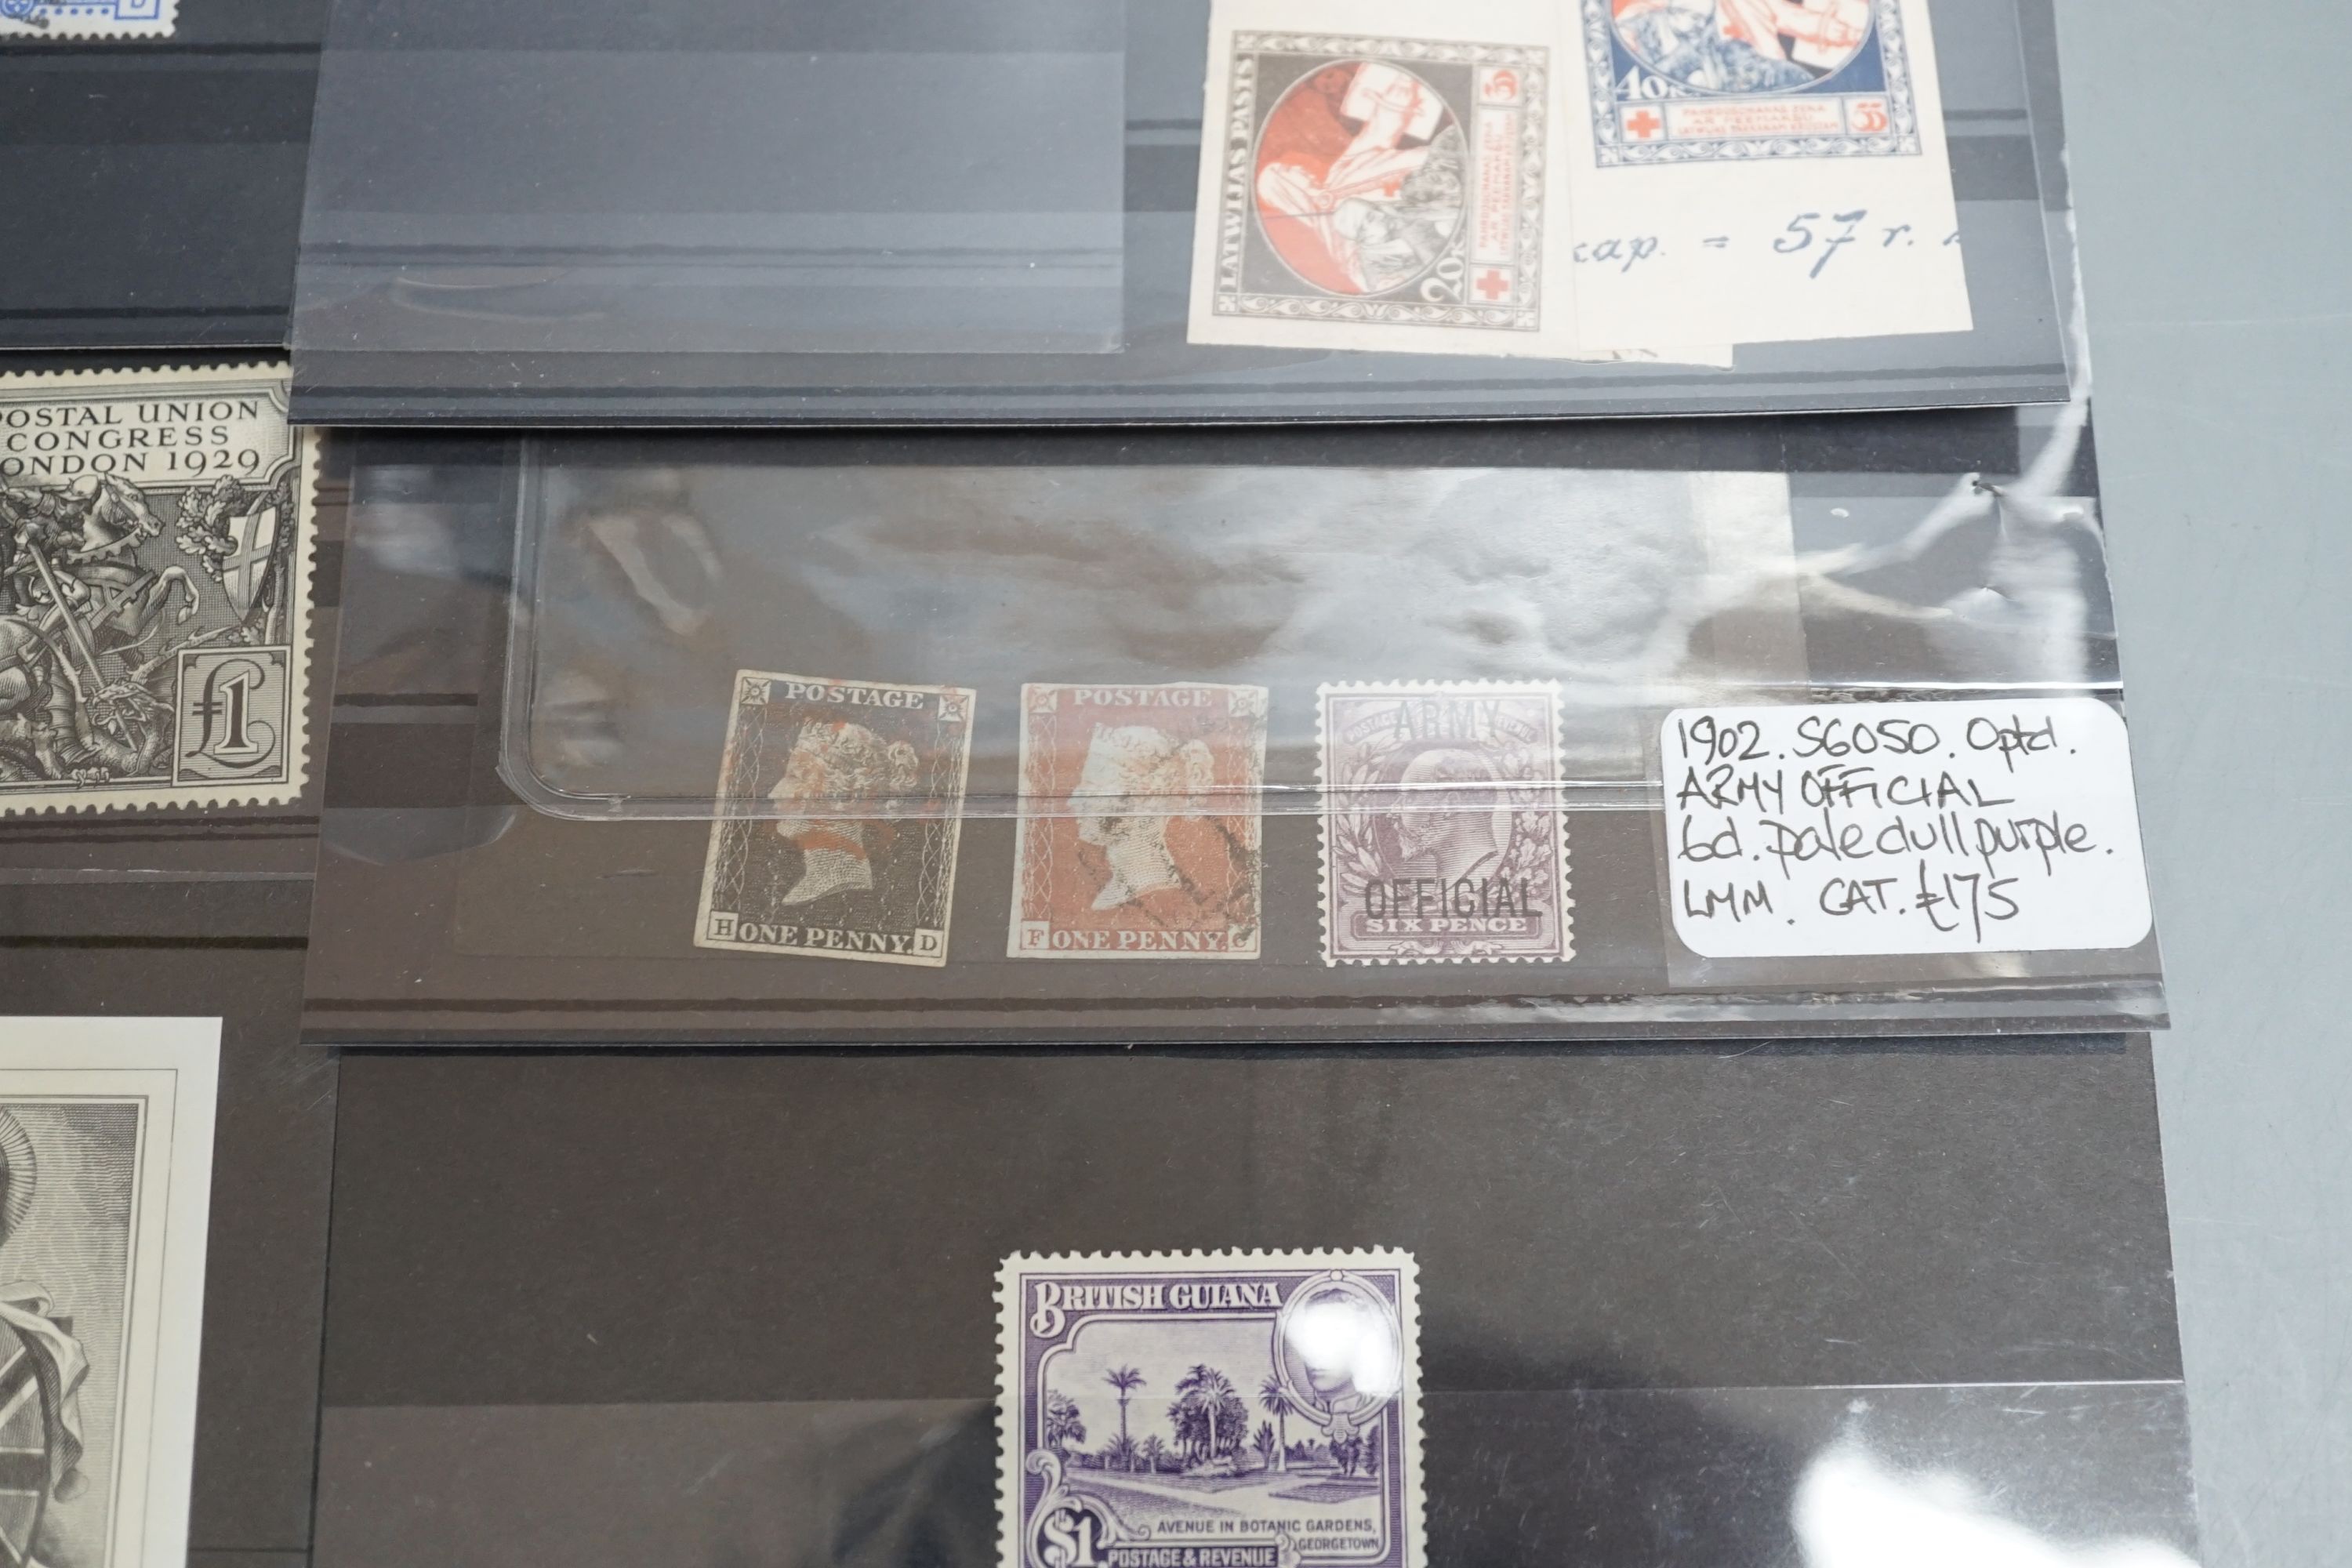 LATWIJAS PASTS
20
40
55
cap. = 57 r.
POSTAL UNION
CONGRESS
LONDON 1929
£1
POSTAGE
H ONE PENNY. D
POSTAGE
F ONE PENNY.
ARMY
OFFICIAL
SIX PENCE
1902. SG050. Optd.
ARMY OFFICIAL
6d. pale dull purple.
LMM. CAT. £175
BRITISH GUIANA
AVENUE IN BOTANIC GARDENS,
GEORGETOWN
$1
POSTAGE & REVENUE